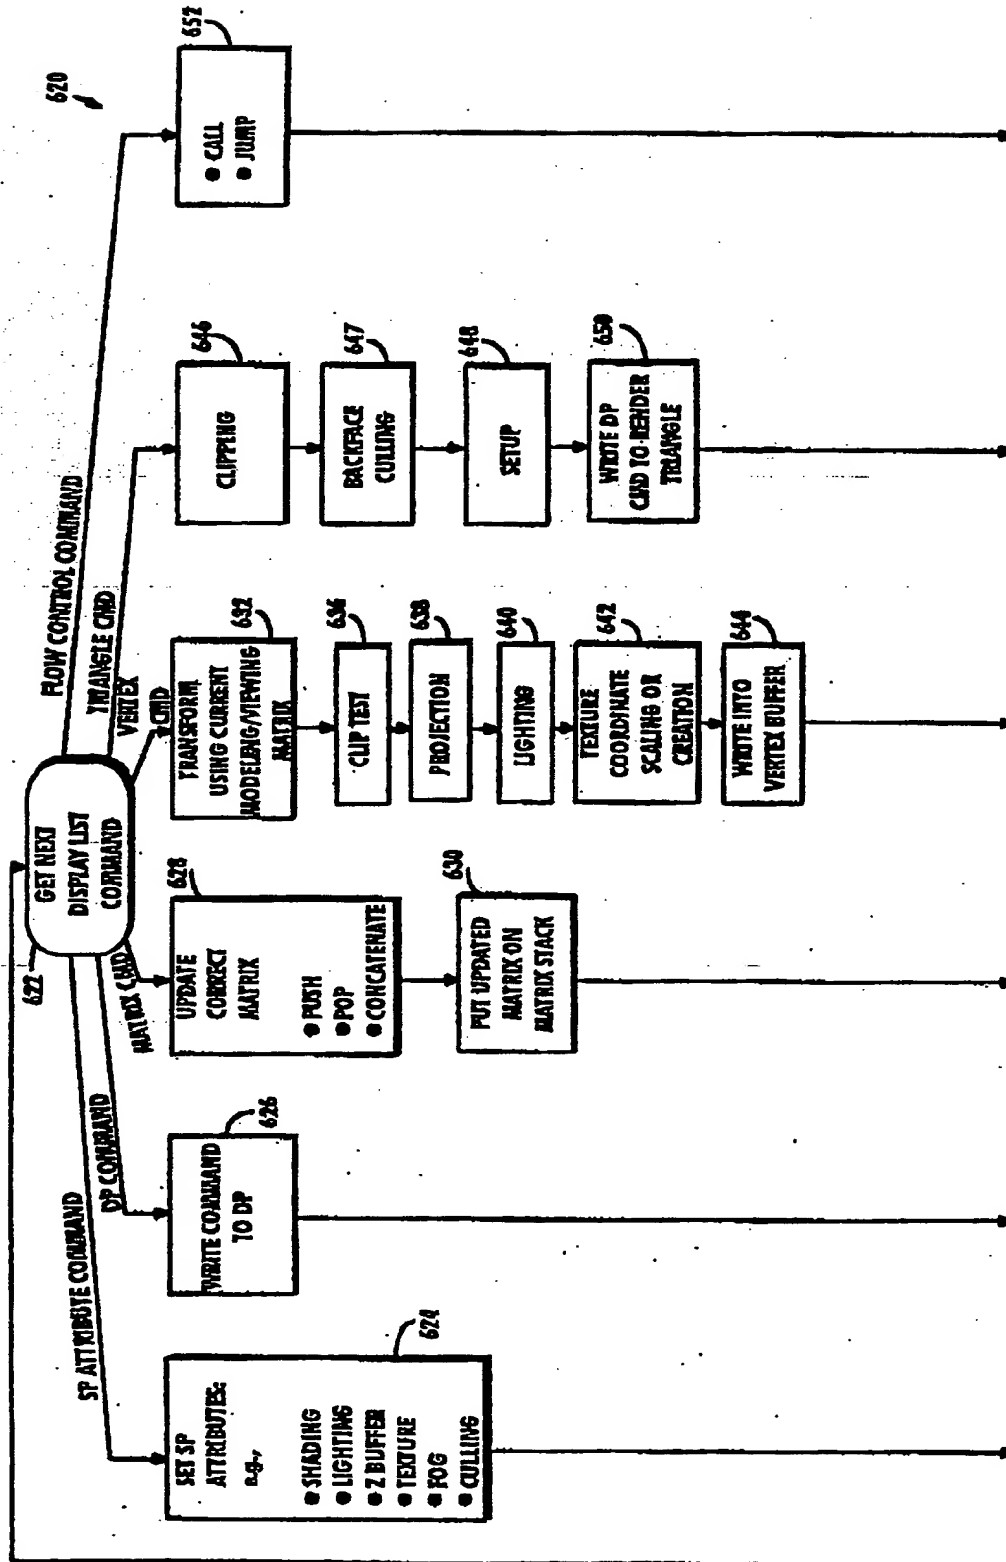 620
622
GET NEXT
DISPLAY LIST
COMMAND
SP ATTRIBUTE COMMAND
DP COMMAND
MATRIX CMD
VERTEX
CMD
TRIANGLE CMD
FLOW CONTROL COMMAND
SET SP
ATTRIBUTES:
e.g.,
● SHADING
● LIGHTING
● Z BUFFER
● TEXTURE
● FOG
● CULLING
624
WRITE COMMAND
TO DP
626
UPDATE
CORRECT
MATRIX
● PUSH
● POP
● CONCATENATE
628
PUT UPDATED
MATRIX ON
MATRIX STACK
630
TRANSFORM
USING CURRENT
MODELING/VIEWING
MATRIX
632
CLIP TEST
636
PROJECTION
638
LIGHTING
640
TEXTURE
COORDINATE
SCALING OR
CREATION
642
WRITE INTO
VERTEX BUFFER
644
CLIPPING
646
BACKFACE
CULLING
647
SETUP
648
WROTE DP
CMD TO RENDER
TRIANGLE
650
● CALL
● JUMP
652